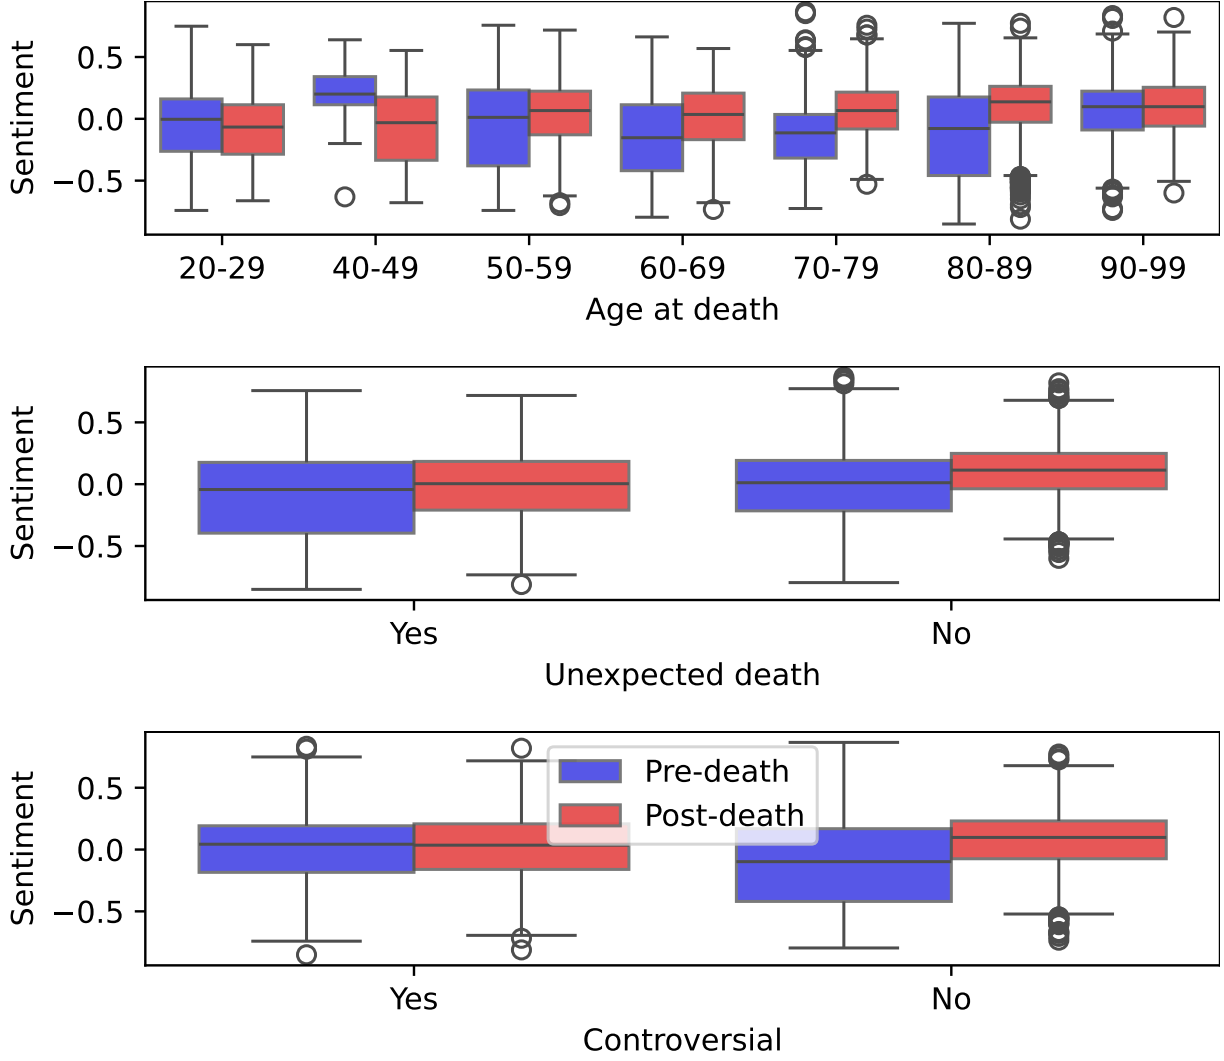 Sentiment
0.5
0.0
−0.5
20-29 40-49 50-59 60-69 70-79 80-89 90-99
Age at death
Sentiment
0.5
0.0
−0.5
Yes No
Unexpected death
Sentiment
0.5
0.0
−0.5
Pre-death
Post-death
Yes No
Controversial